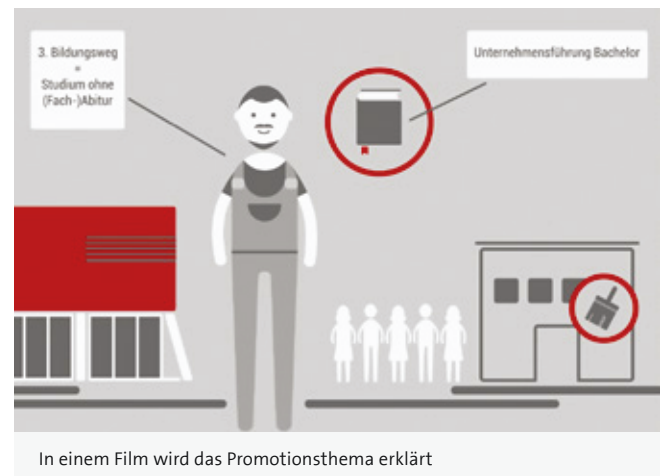 3. Bildungsweg
=
Studium ohne
(Fach-)Abitur
Unternehmensführung Bachelor
In einem Film wird das Promotionsthema erklärt